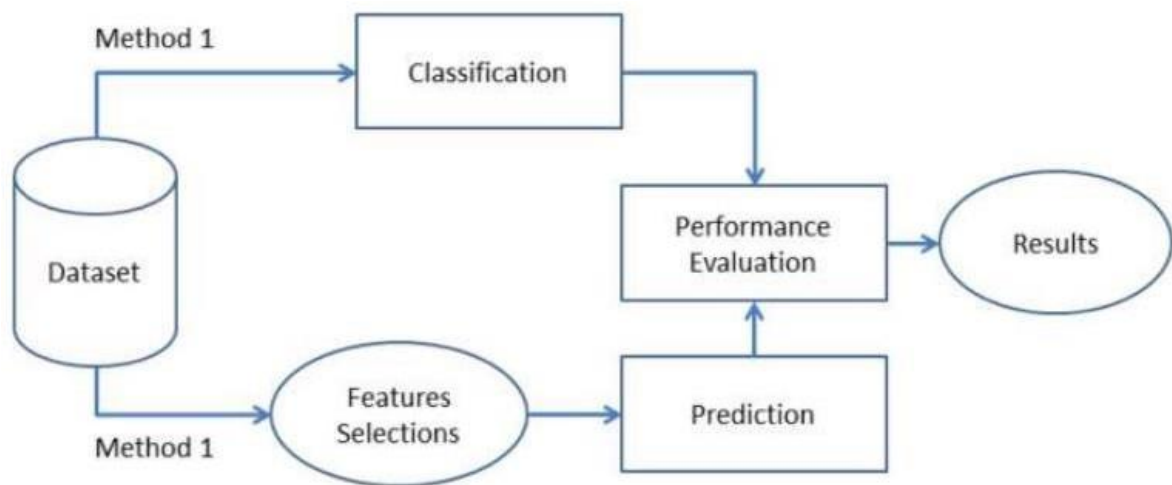 Method 1
Classification
Dataset
Performance
Evaluation
Results
Features
Selections
Prediction
Method 1